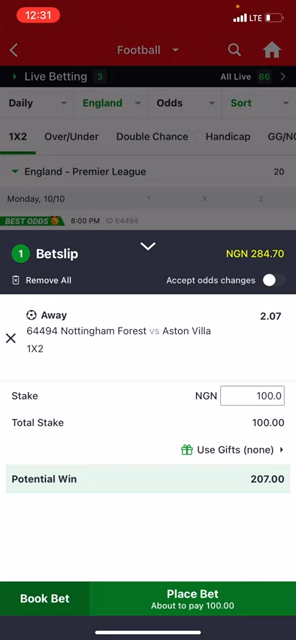 12:31
LTE
Football
Live Betting 3 All Live 86
Daily England Odds Sort
1X2 Over/Under Double Chance Handicap GG/N
England - Premier League 20
Monday, 10/10 1 X 2
BEST ODDS 8:00 PM ID 64494
1 Betslip NGN 284.70
Remove All Accept odds changes
Away 2.07
64494 Nottingham Forest vs Aston Villa
1X2
Stake NGN 100.0
Total Stake 100.00
Use Gifts (none)
Potential Win 207.00
Book Bet Place Bet
About to pay 100.00